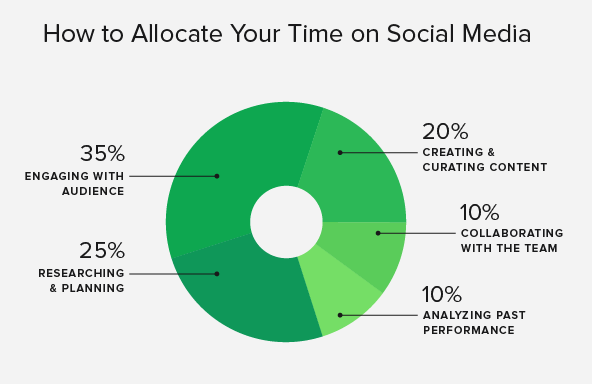 How to Allocate Your Time on Social Media
35%
ENGAGING WITH
AUDIENCE
25%
RESEARCHING
& PLANNING
20%
CREATING &
CURATING CONTENT
10%
COLLABORATING
WITH THE TEAM
10%
ANALYZING PAST
PERFORMANCE